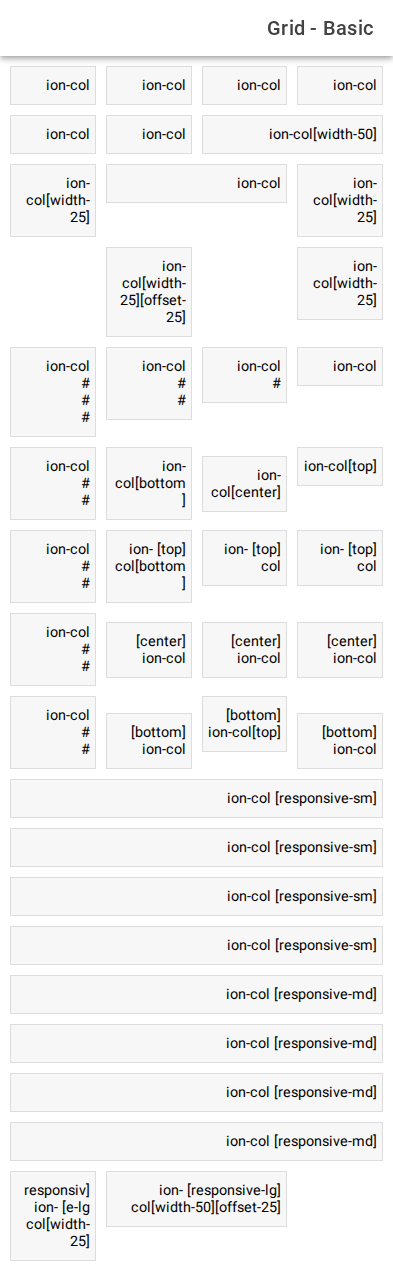 Grid - Basic
ion-col
ion-col
ion-col
ion-col
ion-col
ion-col
ion-col[width-50]
ion-
col[width-
25]
ion-col
ion-
col[width-
25]
ion-
col[width-
25][offset-
25]
ion-
col[width-
25]
ion-col
#
#
#
ion-col
#
#
ion-col
#
ion-col
ion-col
#
#
ion-
col[bottom
]
ion-
col[center]
ion-col[top]
ion-col
#
#
ion- [top]
col[bottom
]
ion- [top]
col
ion- [top]
col
ion-col
#
#
[center]
ion-col
[center]
ion-col
[center]
ion-col
ion-col
#
#
[bottom]
ion-col
[bottom]
ion-col[top]
[bottom]
ion-col
ion-col [responsive-sm]
ion-col [responsive-sm]
ion-col [responsive-sm]
ion-col [responsive-sm]
ion-col [responsive-md]
ion-col [responsive-md]
ion-col [responsive-md]
ion-col [responsive-md]
responsiv]
ion- [e-lg
col[width-
25]
ion- [responsive-lg]
col[width-50][offset-25]